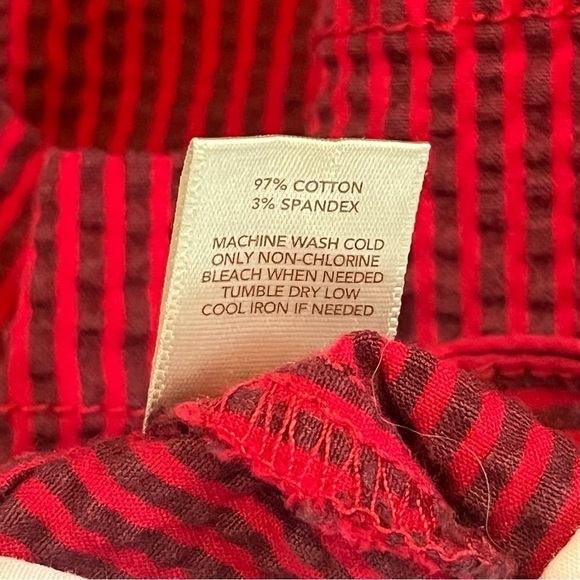 97% COTTON
3% SPANDEX
MACHINE WASH COLD
ONLY NON-CHLORINE
BLEACH WHEN NEEDED
TUMBLE DRY LOW
COOL IRON IF NEEDED